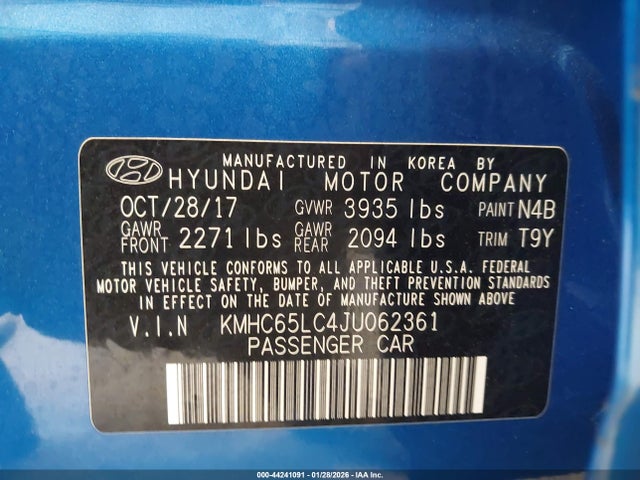 MANUFACTURED IN KOREA BY
HYUNDAI MOTOR COMPANY
OCT/28/17 GVWR 3935 lbs PAINT N4B
GAWR FRONT 2271 lbs GAWR REAR 2094 lbs TRIM T9Y
THIS VEHICLE CONFORMS TO ALL APPLICABLE U.S.A. FEDERAL
MOTOR VEHICLE SAFETY, BUMPER, AND THEFT PREVENTION STANDARDS
IN EFFECT ON THE DATE OF MANUFACTURE SHOWN ABOVE
V.I.N KMHC65LC4JU062361
PASSENGER CAR
000-44241091 - 01/28/2026 - IAA Inc.